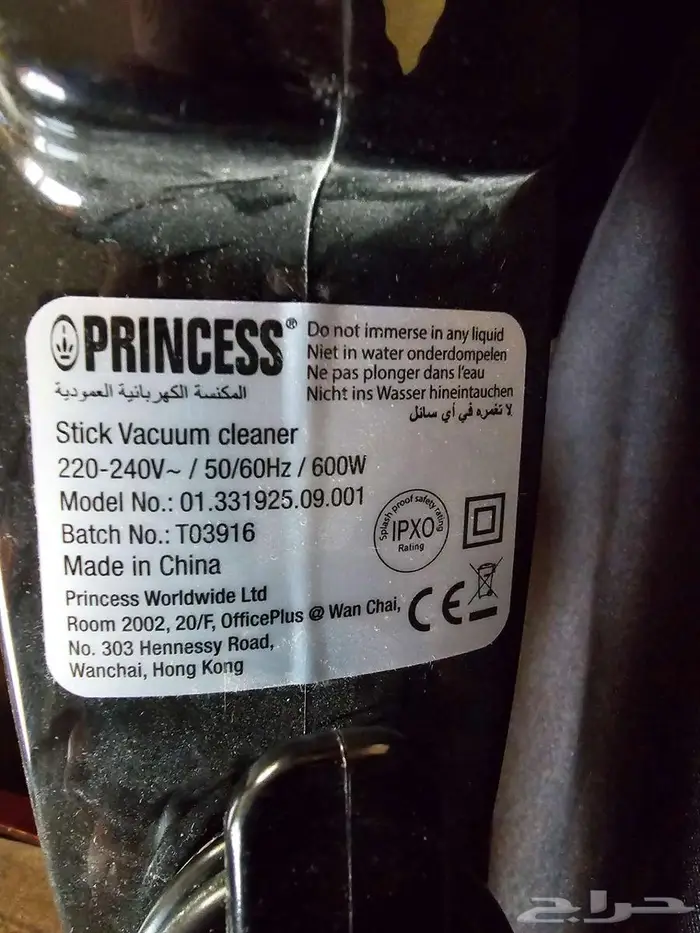 PRINCESS®
المكنسة الكهربائية العمودية
Do not immerse in any liquid
Niet in water onderdompelen
Ne pas plonger dans l'eau
Nicht ins Wasser hineintauchen
لا تغمره في أي سائل
Stick Vacuum cleaner
220-240V~ / 50/60Hz / 600W
Model No.: 01.331925.09.001
Batch No.: T03916
Made in China
Splash proof safety rating
IPXO
Rating
Princess Worldwide Ltd
Room 2002, 20/F, OfficePlus @ Wan Chai,
No. 303 Hennessy Road,
Wanchai, Hong Kong
CE
حراج